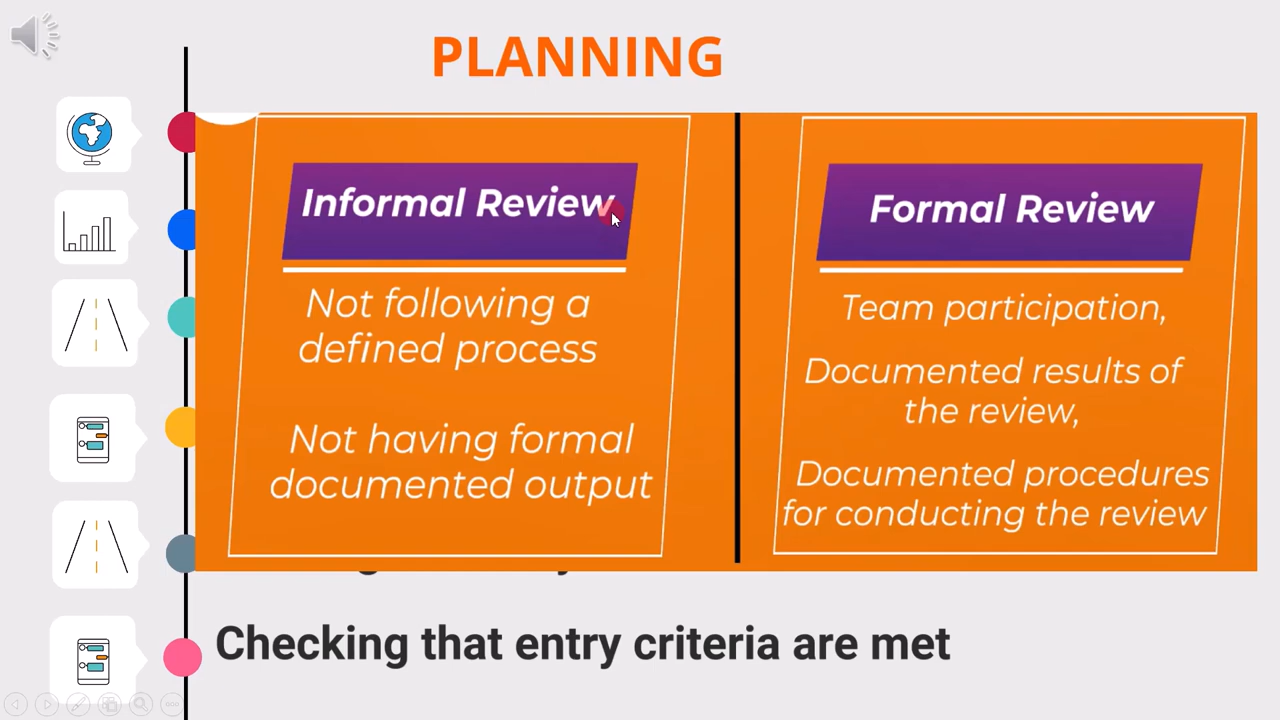 PLANNING
Informal Review
Not following a
defined process
Not having formal
documented output
Formal Review
Team participation,
Documented results of
the review,
Documented procedures
for conducting the review
Checking that entry criteria are met